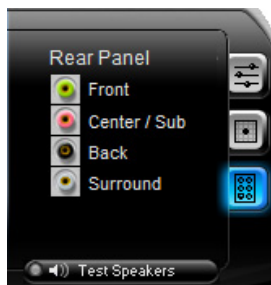 Rear Panel
Front
Center / Sub
Back
Surround
Test Speakers